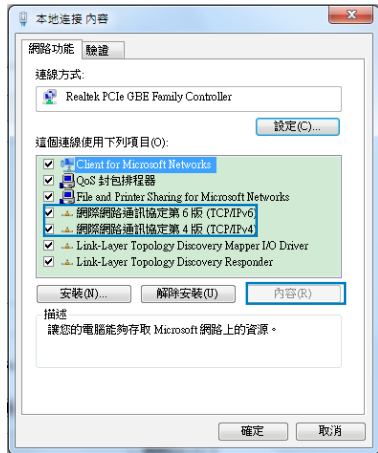 本地连接 內容
網路功能
驗證
連線方式:
Realtek PCIe GBE Family Controller
設定(C)...
這個連線使用下列項目(O):
Client for Microsoft Networks
QoS 封包排程器
File and Printer Sharing for Microsoft Networks
網際網路通訊協定第 6 版 (TCP/IPv6)
網際網路通訊協定第 4 版 (TCP/IPv4)
Link-Layer Topology Discovery Mapper I/O Driver
Link-Layer Topology Discovery Responder
安裝(N)...
解除安裝(U)
內容(R)
描述
讓您的電腦能夠存取 Microsoft 網路上的資源。
確定
取消